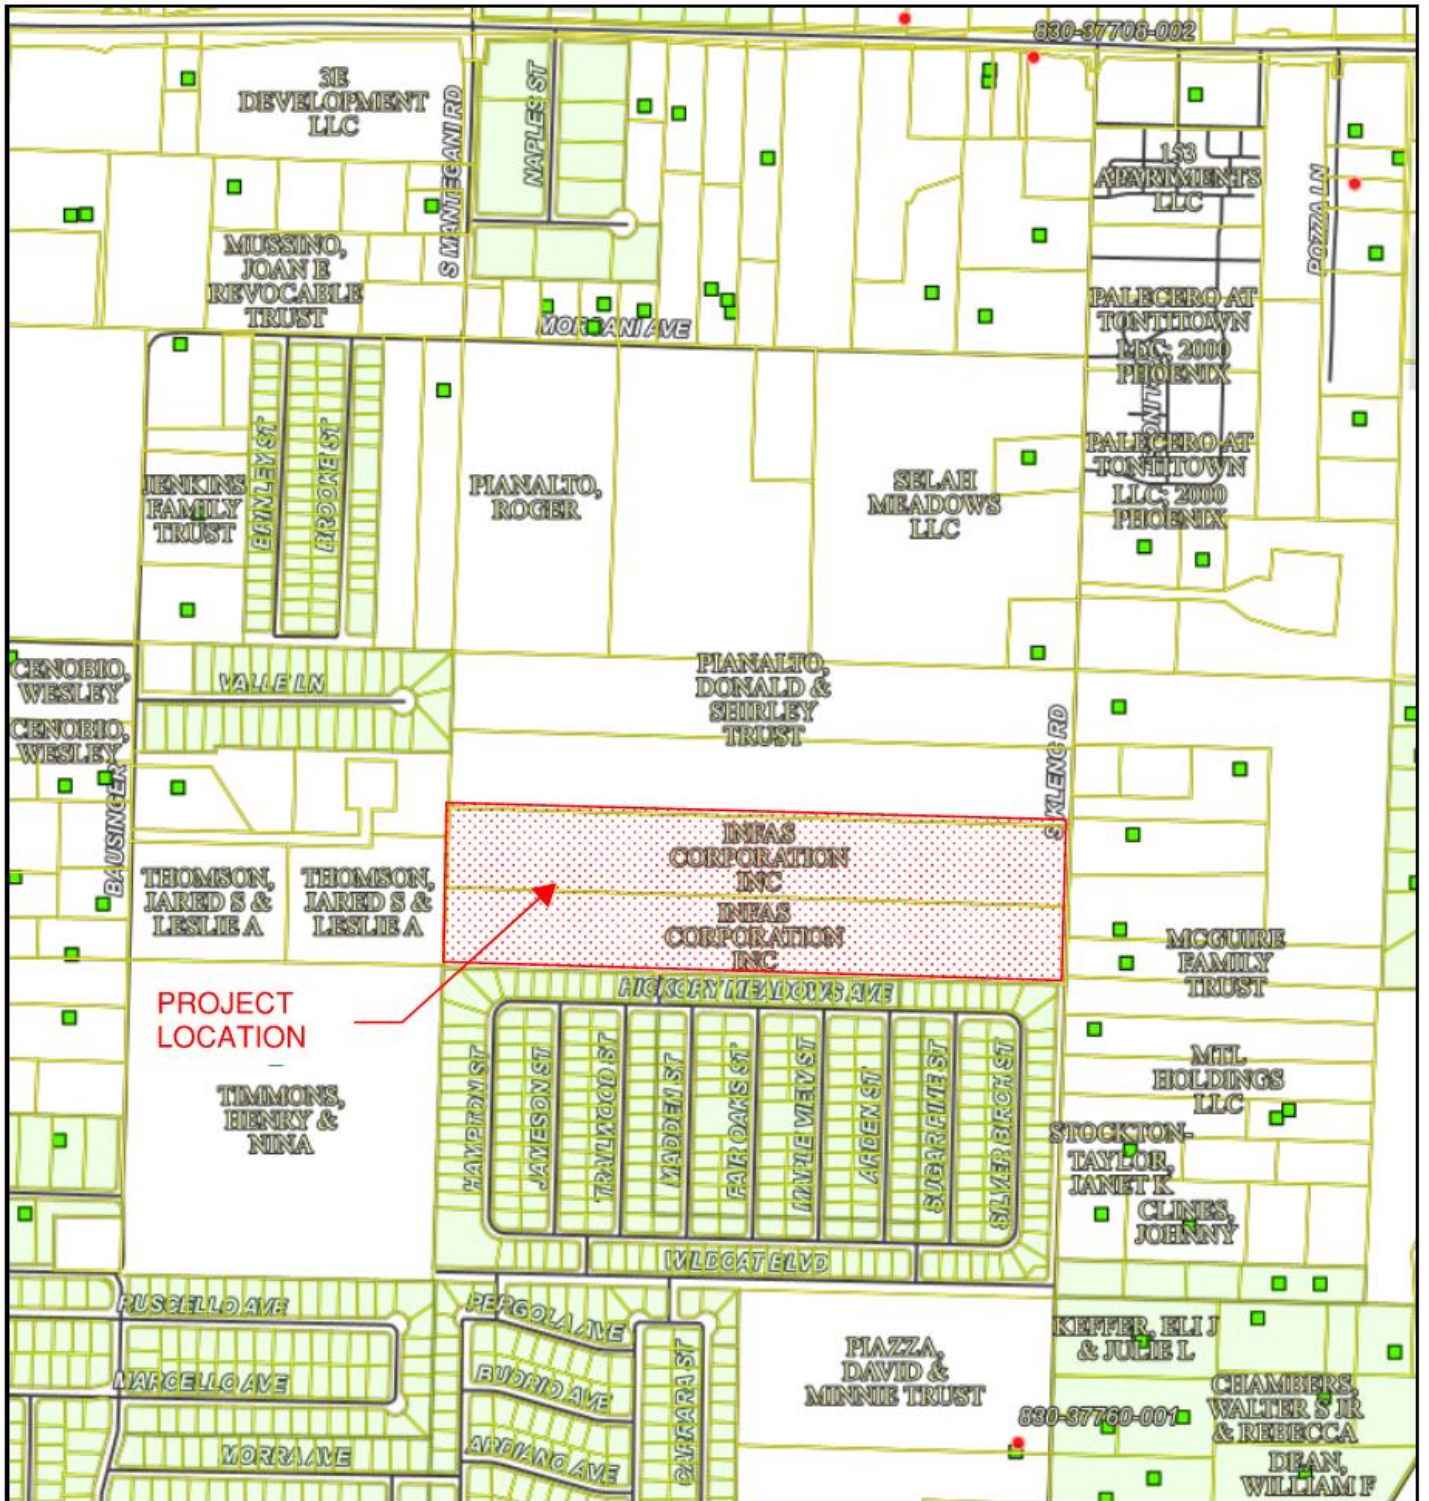 830-37708-002
3E
DEVELOPMENT
LLC
S MANTEGANI RD
NAPLES ST
153
APARTMENTS
LLC
POZZA LN
MUSSINO,
JOAN E
REVOCABLE
TRUST
MORSANI AVE
PALECERO AT
TONTITOWN
LLC; 2000
PHOENIX
JENKINS
FAMILY
TRUST
BRINLEY ST
BROOKE ST
PIANALTO,
ROGER
SELAH
MEADOWS
LLC
PALECERO AT
TONTITOWN
LLC; 2000
PHOENIX
CENOBIO,
WESLEY
VALLE LN
PIANALTO,
DONALD &
SHIRLEY
TRUST
CENOBIO,
WESLEY
S KLENC RD
BAUSINGER
THOMSON,
JARED S &
LESLIE A
THOMSON,
JARED S &
LESLIE A
INFAS
CORPORATION
INC
INFAS
CORPORATION
INC
MCGUIRE
FAMILY
TRUST
HICKORY MEADOWS AVE
PROJECT
LOCATION
TIMMONS,
HENRY &
NINA
HAMPTON ST
JAMESON ST
TRAILWOOD ST
MADDEN ST
FAIR OAKS ST
MAPLE VIEW ST
ARDEN ST
SUGAR FIVE ST
SILVER BIRCH ST
MTL
HOLDINGS
LLC
STOCKTON-
TAYLOR,
JANET K
CLINES,
JOHNNY
WILDCAT BLVD
RUSCELLO AVE
PERGOLA AVE
MARCELLO AVE
BUDRIO AVE
CARRARA ST
PIAZZA,
DAVID &
MINNIE TRUST
KEFFER, ELI J
& JULIE L
CHAMBERS,
WALTER S JR
& REBECCA
830-37760-001
MORRA AVE
ARDIANO AVE
DEAN,
WILLIAM F